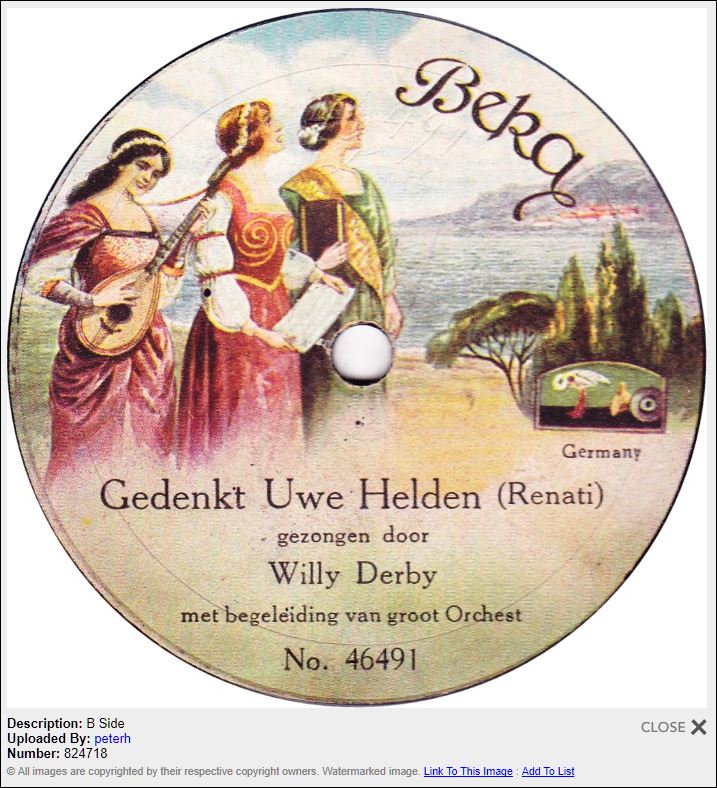 Beka
Germany
Gedenkt Uwe Helden (Renati)
gezongen door
Willy Derby
met begeleiding van groot Orchest
No. 46491
Description: B Side
Uploaded By: peterh
Number: 824718
CLOSE
© All images are copyrighted by their respective copyright owners. Watermarked image. Link To This Image : Add To List